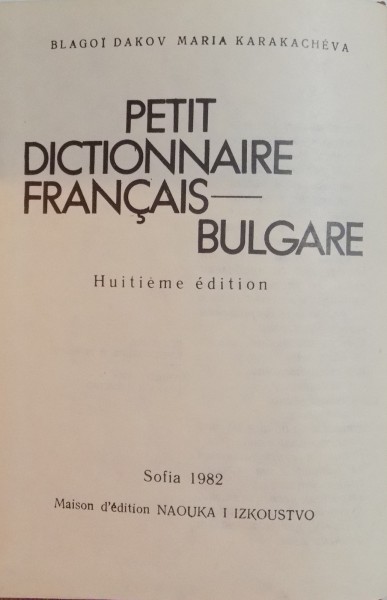 BLAGOÏ DAKOV MARIA KARAKACHÉVA
PETIT
DICTIONNAIRE
FRANÇAIS—
BULGARE
Huitième édition
Sofia 1982
Maison d'édition NAOUKA I IZKOUSTVO